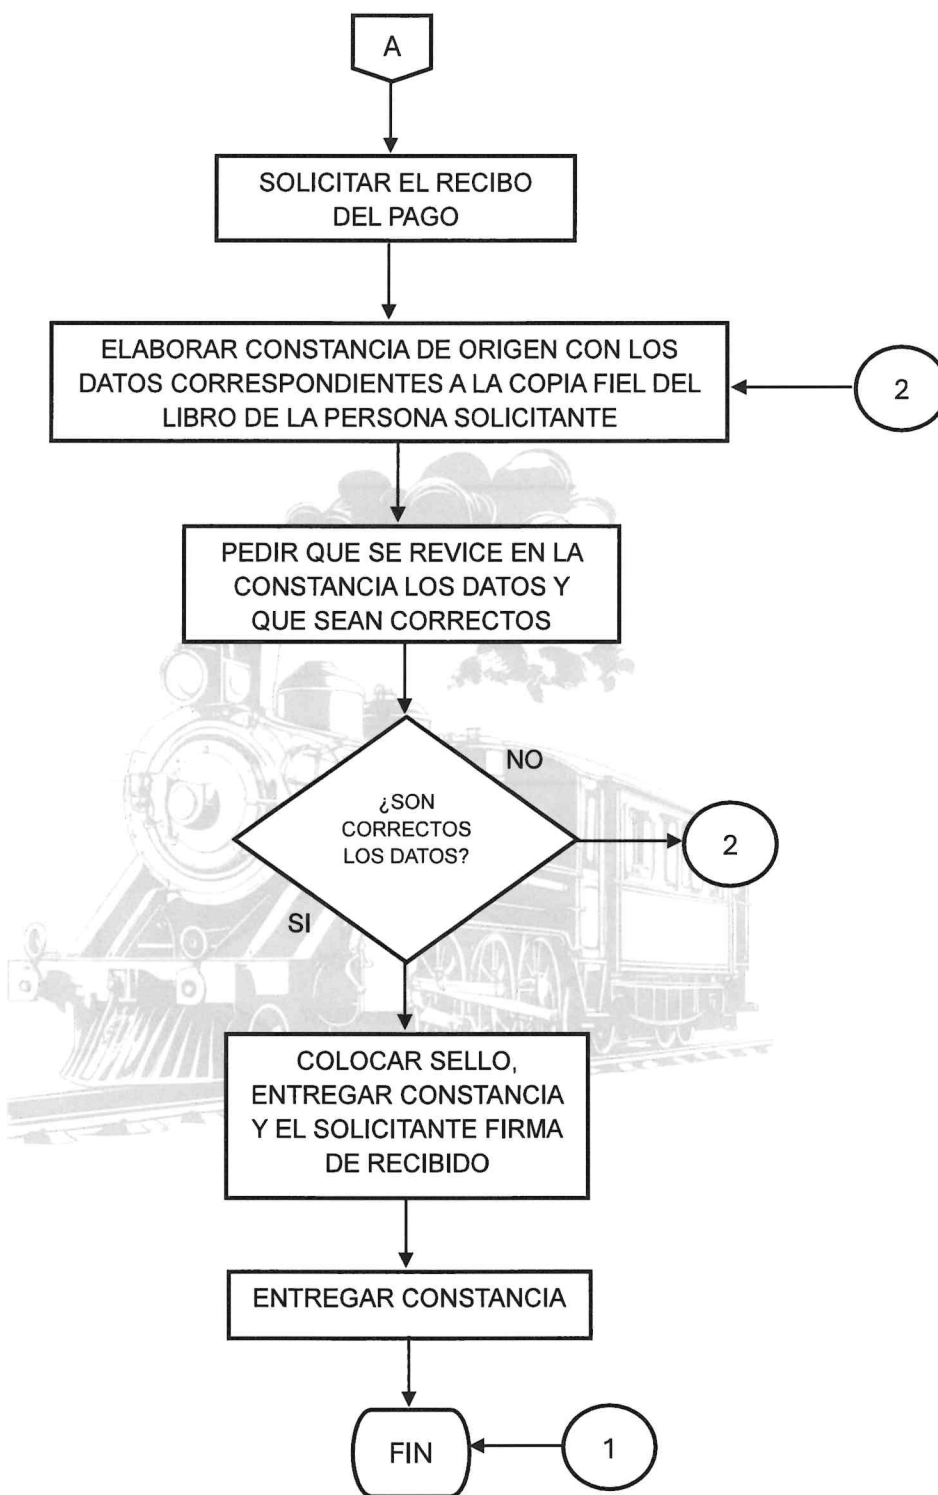 A
SOLICITAR EL RECIBO
DEL PAGO
ELABORAR CONSTANCIA DE ORIGEN CON LOS
DATOS CORRESPONDIENTES A LA COPIA FIEL DEL
LIBRO DE LA PERSONA SOLICITANTE
2
PEDIR QUE SE REVICE EN LA
CONSTANCIA LOS DATOS Y
QUE SEAN CORRECTOS
NO
¿SON
CORRECTOS
LOS DATOS?
2
SI
COLOCAR SELLO,
ENTREGAR CONSTANCIA
Y EL SOLICITANTE FIRMA
DE RECIBIDO
ENTREGAR CONSTANCIA
FIN
1